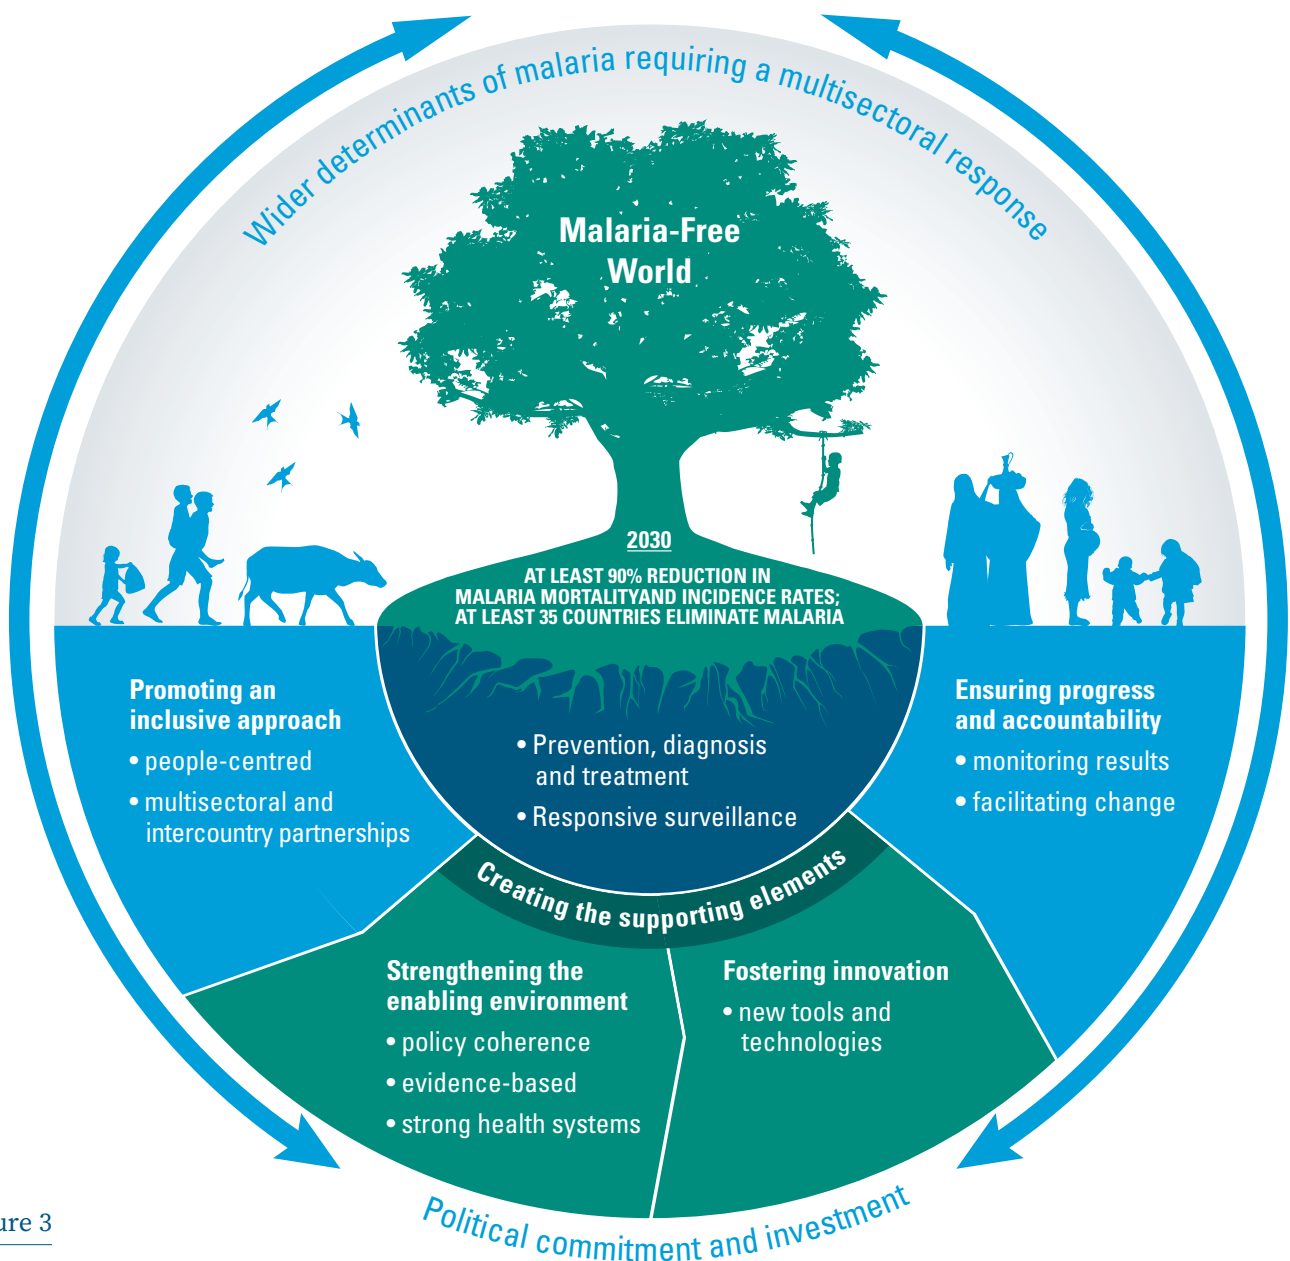 Wider determinants of malaria requiring a multisectoral response
Malaria-Free
World
2030
AT LEAST 90% REDUCTION IN
MALARIA MORTALITYAND INCIDENCE RATES;
AT LEAST 35 COUNTRIES ELIMINATE MALARIA
Promoting an
inclusive approach
• people-centred
• multisectoral and
intercountry partnerships
• Prevention, diagnosis
and treatment
• Responsive surveillance
Ensuring progress
and accountability
• monitoring results
• facilitating change
Creating the supporting elements
Strengthening the
enabling environment
• policy coherence
• evidence-based
• strong health systems
Fostering innovation
• new tools and
technologies
Political commitment and investment
ure 3